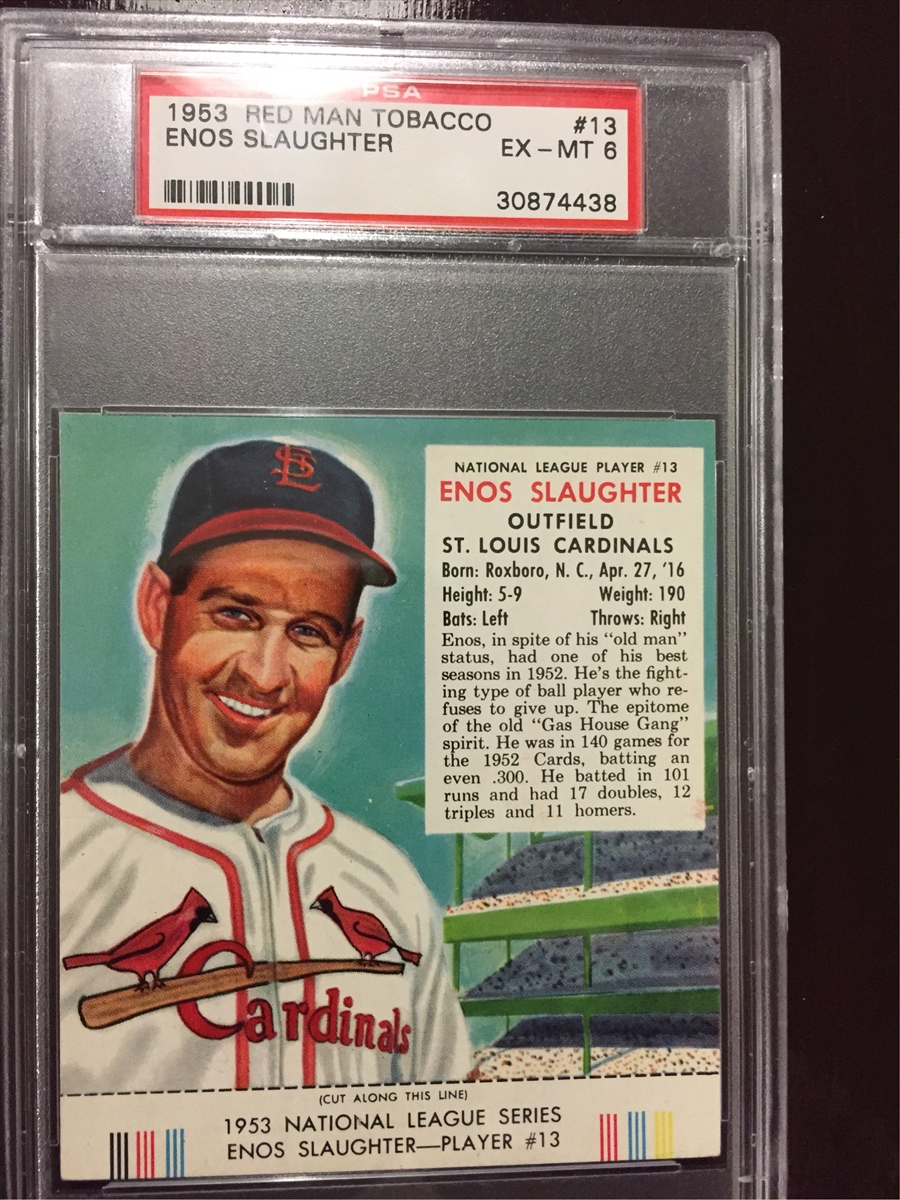 PSA
1953 RED MAN TOBACCO #13
ENOS SLAUGHTER EX-MT 6
30874438
STL
NATIONAL LEAGUE PLAYER #13
ENOS SLAUGHTER
OUTFIELD
ST. LOUIS CARDINALS
Born: Roxboro, N. C., Apr. 27, '16
Height: 5-9 Weight: 190
Bats: Left Throws: Right
Enos, in spite of his "old man"
status, had one of his best
seasons in 1952. He's the fight-
ing type of ball player who re-
fuses to give up. The epitome
of the old "Gas House Gang"
spirit. He was in 140 games for
the 1952 Cards, batting an
even .300. He batted in 101
runs and had 17 doubles, 12
triples and 11 homers.
Cardinals
(CUT ALONG THIS LINE)
1953 NATIONAL LEAGUE SERIES
ENOS SLAUGHTER—PLAYER #13